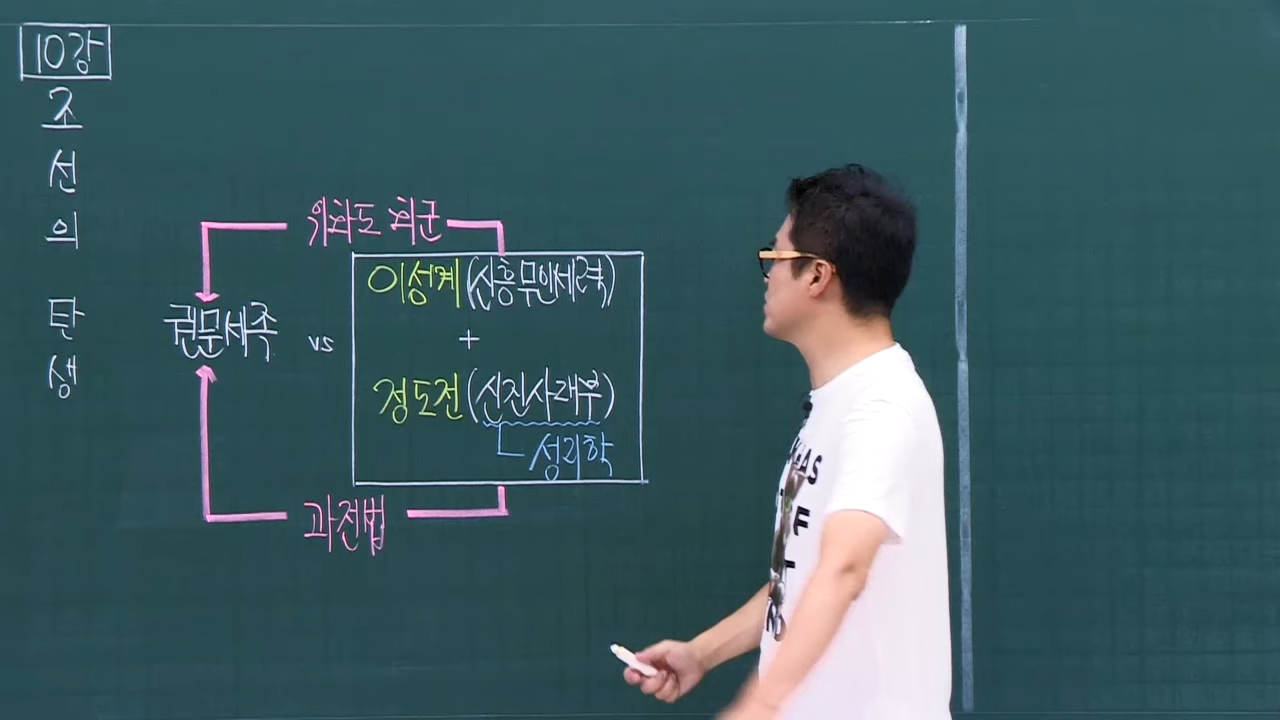 10강
조선의 탄생
위화도 회군
이성계(신흥무인세력)
권문세족 vs +
정도전(신진사대부)
성리학
과전법